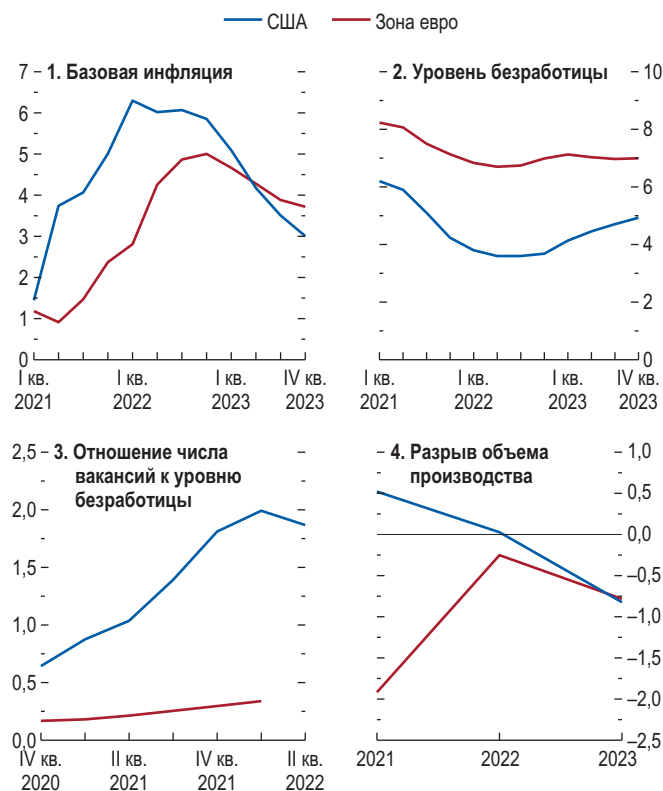 США Зона евро
1. Базовая инфляция
7
6
5
4
3
2
1
0
I кв. 2021
I кв. 2022
I кв. 2023
IV кв. 2023
2. Уровень безработицы
10
8
6
4
2
0
I кв. 2021
I кв. 2022
I кв. 2023
IV кв. 2023
3. Отношение числа
вакансий к уровню
безработицы
2,5
2,0
1,5
1,0
0,5
0,0
IV кв. 2020
II кв. 2021
IV кв. 2021
II кв. 2022
4. Разрыв объема
производства
1,0
0,5
0,0
–0,5
–1,0
–1,5
–2,0
–2,5
2021
2022
2023